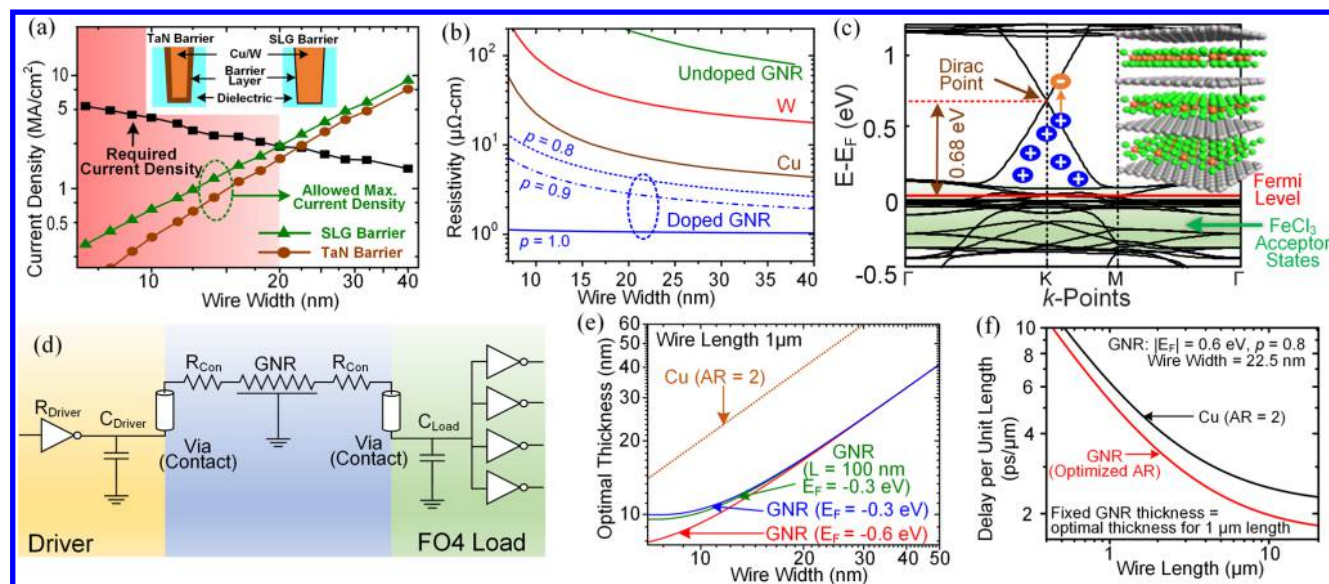 (a)
TaN Barrier
SLG Barrier
Cu/W
Barrier
Layer
Dielectric
Current Density (MA/cm²)
10
5
1
0.5
Required
Current Density
Allowed Max.
Current Density
SLG Barrier
TaN Barrier
10
20
30
40
Wire Width (nm)
(b)
Resistivity (μΩ-cm)
10²
10¹
10⁰
Undoped GNR
W
Cu
p = 0.8
p = 0.9
Doped GNR
p = 1.0
10
15
20
25
30
35
40
Wire Width (nm)
(c)
E-E_F (eV)
1
0.5
0
-0.5
Dirac
Point
0.68 eV
Fermi
Level
FeCl₃
Acceptor
States
Γ
K
M
Γ
k-Points
(d)
R_Driver
C_Driver
R_Con
GNR
R_Con
Via
(Contact)
Via
(Contact)
C_Load
Driver
FO4 Load
(e)
Optimal Thickness (nm)
60
50
40
30
20
10
Wire Length 1μm
Cu (AR = 2)
GNR
(L = 100 nm
E_F = -0.3 eV)
GNR (E_F = -0.3 eV)
GNR (E_F = -0.6 eV)
10
20
30
40
50
Wire Width (nm)
(f)
Delay per Unit Length
(ps/μm)
10
8
6
4
2
GNR: |E_F| = 0.6 eV, p = 0.8
Wire Width = 22.5 nm
Cu (AR = 2)
GNR
(Optimized AR)
Fixed GNR thickness =
optimal thickness for 1 μm length
1
10
Wire Length (μm)